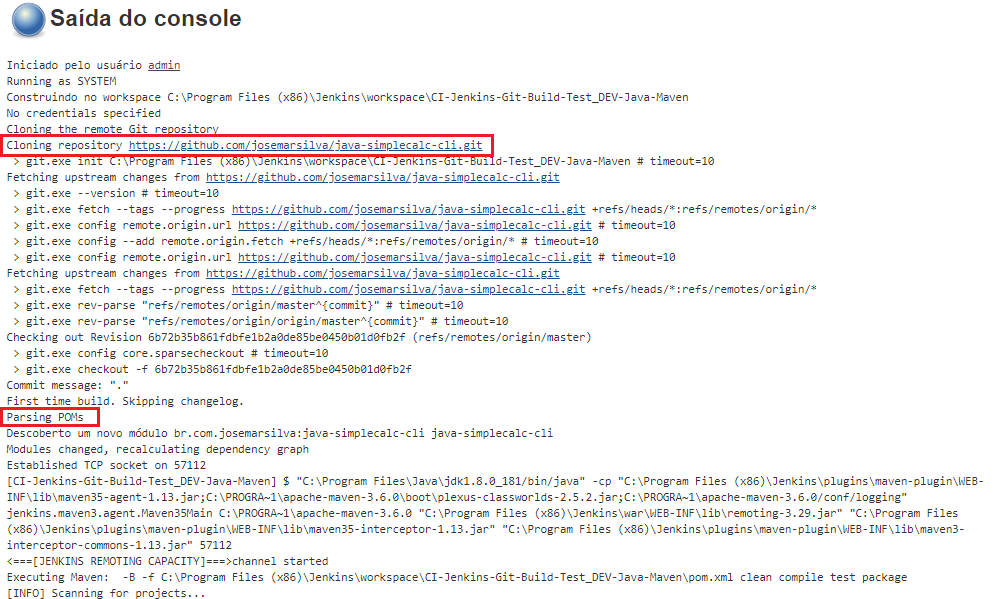 Saída do console
Iniciado pelo usuário admin
Running as SYSTEM
Construindo no workspace C:\Program Files (x86)\Jenkins\workspace\CI-Jenkins-Git-Build-Test_DEV-Java-Maven
No credentials specified
Cloning the remote Git repository
Cloning repository https://github.com/josemarsilva/java-simplecalc-cli.git
> git.exe init C:\Program Files (x86)\Jenkins\workspace\CI-Jenkins-Git-Build-Test_DEV-Java-Maven # timeout=10
Fetching upstream changes from https://github.com/josemarsilva/java-simplecalc-cli.git
> git.exe --version # timeout=10
> git.exe fetch --tags --progress https://github.com/josemarsilva/java-simplecalc-cli.git +refs/heads/*:refs/remotes/origin/*
> git.exe config remote.origin.url https://github.com/josemarsilva/java-simplecalc-cli.git # timeout=10
> git.exe config --add remote.origin.fetch +refs/heads/*:refs/remotes/origin/* # timeout=10
> git.exe config remote.origin.url https://github.com/josemarsilva/java-simplecalc-cli.git # timeout=10
Fetching upstream changes from https://github.com/josemarsilva/java-simplecalc-cli.git
> git.exe fetch --tags --progress https://github.com/josemarsilva/java-simplecalc-cli.git +refs/heads/*:refs/remotes/origin/*
> git.exe rev-parse "refs/remotes/origin/master^{commit}" # timeout=10
> git.exe rev-parse "refs/remotes/origin/origin/master^{commit}" # timeout=10
Checking out Revision 6b72b35b861fdbfe1b2a0de85be0450b01d0fb2f (refs/remotes/origin/master)
> git.exe config core.sparsecheckout # timeout=10
> git.exe checkout -f 6b72b35b861fdbfe1b2a0de85be0450b01d0fb2f
Commit message: "."
First time build. Skipping changelog.
Parsing POMs
Descoberto um novo módulo br.com.josemarsilva:java-simplecalc-cli java-simplecalc-cli
Modules changed, recalculating dependency graph
Established TCP socket on 57112
[CI-Jenkins-Git-Build-Test_DEV-Java-Maven] $ "C:\Program Files\Java\jdk1.8.0_181/bin/java" -cp "C:\Program Files (x86)\Jenkins\plugins\maven-plugin\WEB-
INF\lib\maven35-agent-1.13.jar;C:\PROGRA~1\apache-maven-3.6.0\boot\plexus-classworlds-2.5.2.jar;C:\PROGRA~1\apache-maven-3.6.0/conf/logging"
jenkins.maven3.agent.Maven35Main C:\PROGRA~1\apache-maven-3.6.0 "C:\Program Files (x86)\Jenkins\war\WEB-INF\lib\remoting-3.29.jar" "C:\Program Files
(x86)\Jenkins\plugins\maven-plugin\WEB-INF\lib\maven35-interceptor-1.13.jar" "C:\Program Files (x86)\Jenkins\plugins\maven-plugin\WEB-INF\lib\maven3-
interceptor-commons-1.13.jar" 57112
<===[JENKINS REMOTING CAPACITY]===>channel started
Executing Maven:  -B -f C:\Program Files (x86)\Jenkins\workspace\CI-Jenkins-Git-Build-Test_DEV-Java-Maven\pom.xml clean compile test package
[INFO] Scanning for projects...